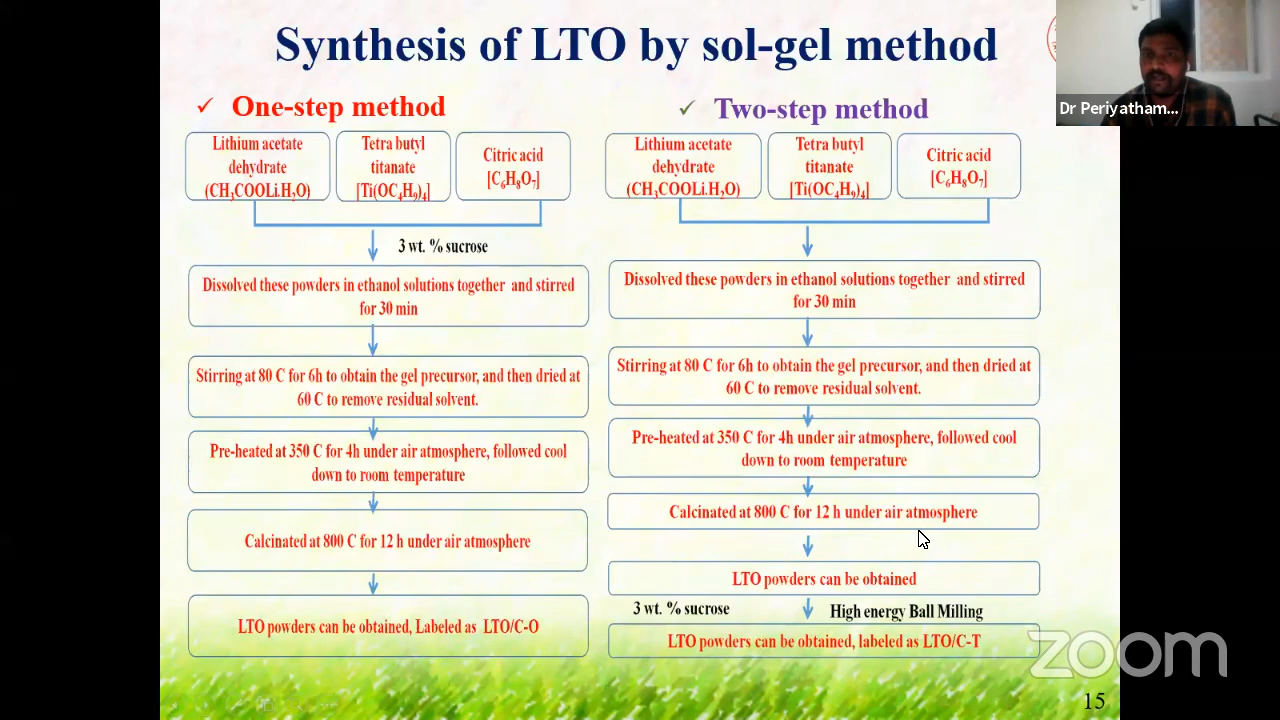 Synthesis of LTO by sol-gel method
Dr Periyatham...
✓ One-step method
Lithium acetate
dehydrate
(CH₃COOLi.H₂O)
Tetra butyl
titanate
[Ti(OC₄H₉)₄]
Citric acid
[C₆H₈O₇]
3 wt. % sucrose
Dissolved these powders in ethanol solutions together and stirred
for 30 min
Stirring at 80 C for 6h to obtain the gel precursor, and then dried at
60 C to remove residual solvent.
Pre-heated at 350 C for 4h under air atmosphere, followed cool
down to room temperature
Calcinated at 800 C for 12 h under air atmosphere
LTO powders can be obtained, Labeled as LTO/C-O
✓ Two-step method
Lithium acetate
dehydrate
(CH₃COOLi.H₂O)
Tetra butyl
titanate
[Ti(OC₄H₉)₄]
Citric acid
[C₆H₈O₇]
Dissolved these powders in ethanol solutions together and stirred
for 30 min
Stirring at 80 C for 6h to obtain the gel precursor, and then dried at
60 C to remove residual solvent.
Pre-heated at 350 C for 4h under air atmosphere, followed cool
down to room temperature
Calcinated at 800 C for 12 h under air atmosphere
LTO powders can be obtained
3 wt. % sucrose
High energy Ball Milling
LTO powders can be obtained, labeled as LTO/C-T
zoom
15